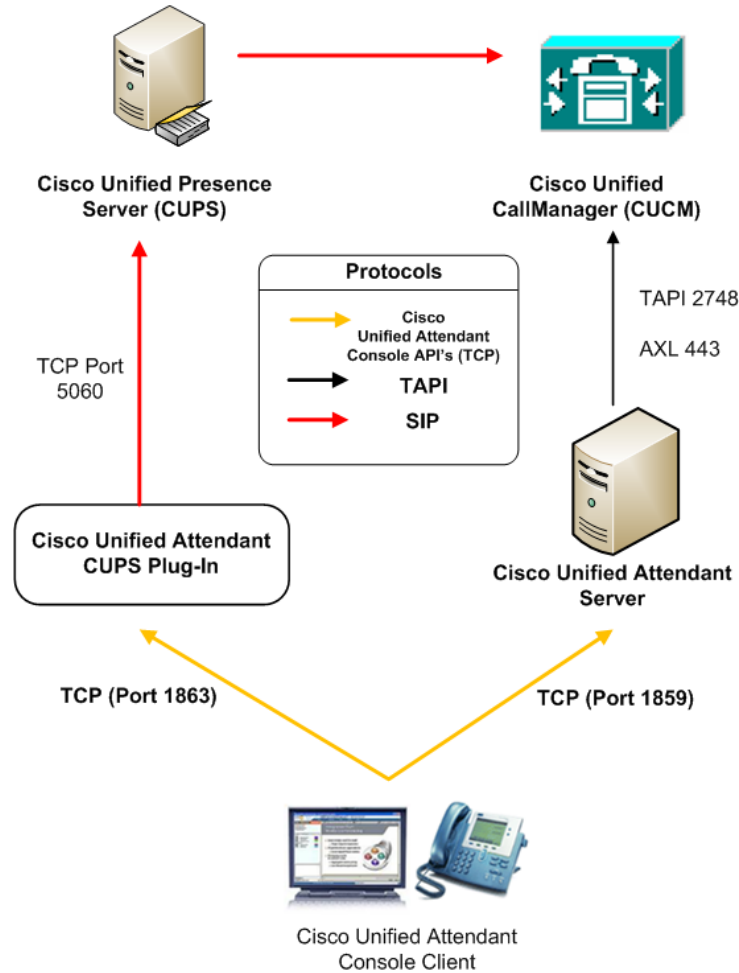 Cisco Unified Presence
Server (CUPS)
Cisco Unified
CallManager (CUCM)
Protocols
Cisco
Unified Attendant
Console API's (TCP)
TAPI
SIP
TCP Port
5060
TAPI 2748
AXL 443
Cisco Unified Attendant
CUPS Plug-In
Cisco Unified Attendant
Server
TCP (Port 1863)
TCP (Port 1859)
Cisco Unified Attendant
Console Client